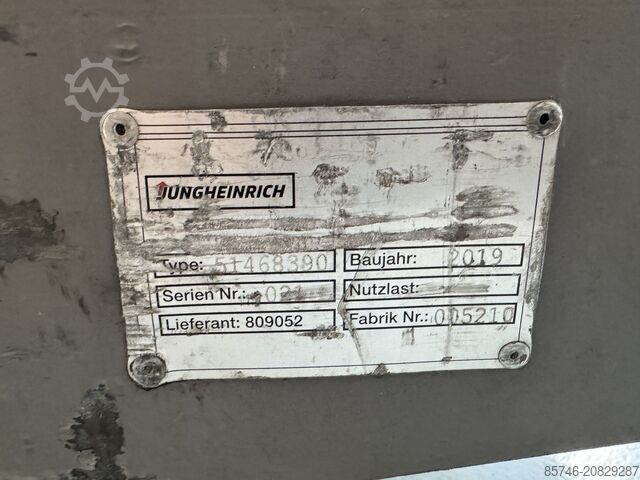 JUNGHEINRICH
Type: 51468390 Baujahr: 2019
Serien Nr.: Nutzlast:
Lieferant: 809052 Fabrik Nr.: 005210
85746-20829287